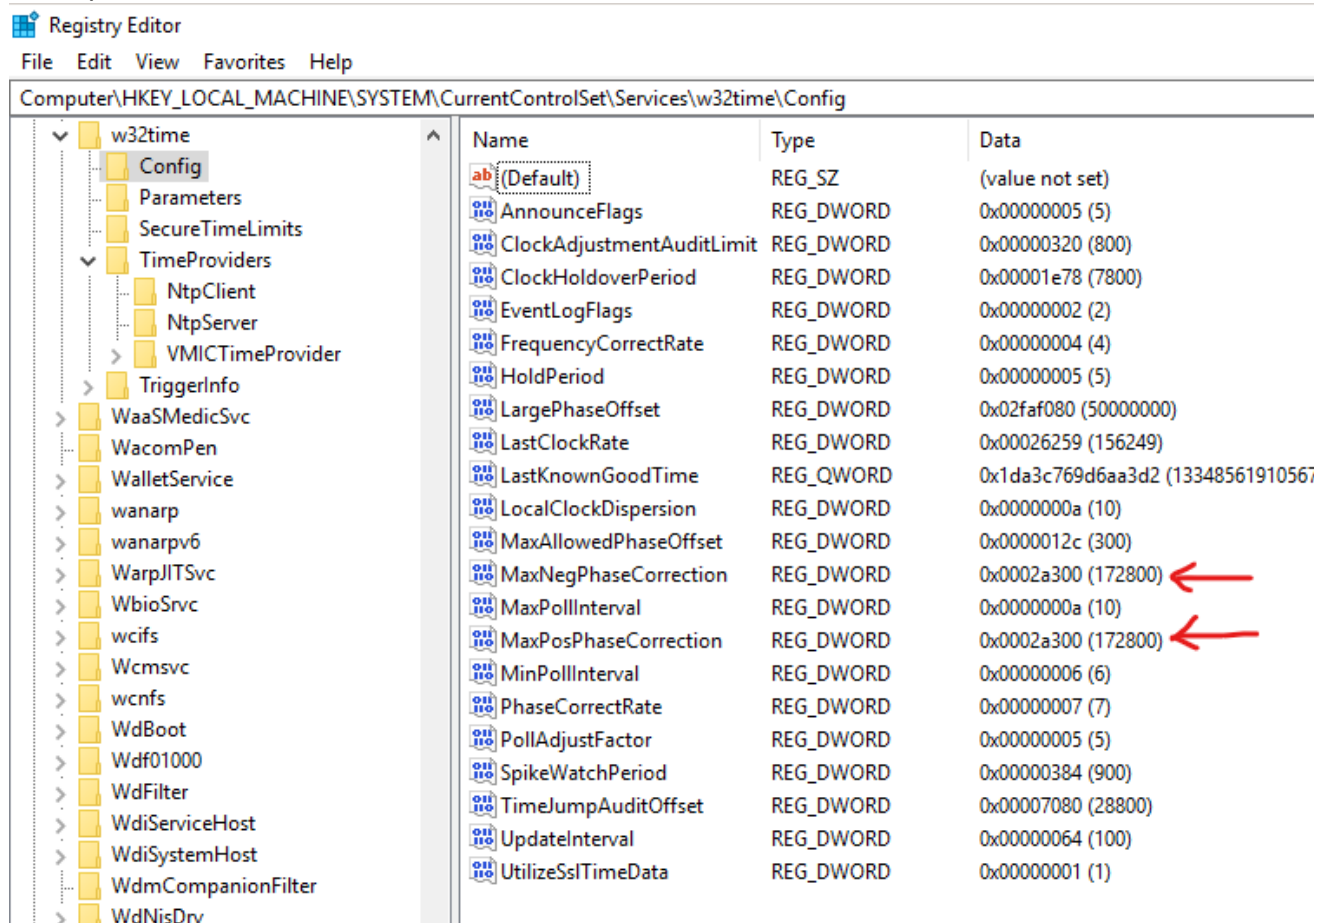 Registry Editor
File Edit View Favorites Help
Computer\HKEY_LOCAL_MACHINE\SYSTEM\CurrentControlSet\Services\w32time\Config
w32time
Config
Parameters
SecureTimeLimits
TimeProviders
NtpClient
NtpServer
VMICTimeProvider
TriggerInfo
WaaSMedicSvc
WacomPen
WalletService
wanarp
wanarpv6
WarpJITSvc
WbioSrvc
wcifs
Wcmsvc
wcnfs
WdBoot
Wdf01000
WdFilter
WdiServiceHost
WdiSystemHost
WdmCompanionFilter
WdNisDrv
Name Type Data
ab (Default) REG_SZ (value not set)
AnnounceFlags REG_DWORD 0x00000005 (5)
ClockAdjustmentAuditLimit REG_DWORD 0x00000320 (800)
ClockHoldoverPeriod REG_DWORD 0x00001e78 (7800)
EventLogFlags REG_DWORD 0x00000002 (2)
FrequencyCorrectRate REG_DWORD 0x00000004 (4)
HoldPeriod REG_DWORD 0x00000005 (5)
LargePhaseOffset REG_DWORD 0x02faf080 (50000000)
LastClockRate REG_DWORD 0x00026259 (156249)
LastKnownGoodTime REG_QWORD 0x1da3c769d6aa3d2 (13348561910567
LocalClockDispersion REG_DWORD 0x0000000a (10)
MaxAllowedPhaseOffset REG_DWORD 0x0000012c (300)
MaxNegPhaseCorrection REG_DWORD 0x0002a300 (172800)
MaxPollInterval REG_DWORD 0x0000000a (10)
MaxPosPhaseCorrection REG_DWORD 0x0002a300 (172800)
MinPollInterval REG_DWORD 0x00000006 (6)
PhaseCorrectRate REG_DWORD 0x00000007 (7)
PollAdjustFactor REG_DWORD 0x00000005 (5)
SpikeWatchPeriod REG_DWORD 0x00000384 (900)
TimeJumpAuditOffset REG_DWORD 0x00007080 (28800)
UpdateInterval REG_DWORD 0x00000064 (100)
UtilizeSslTimeData REG_DWORD 0x00000001 (1)